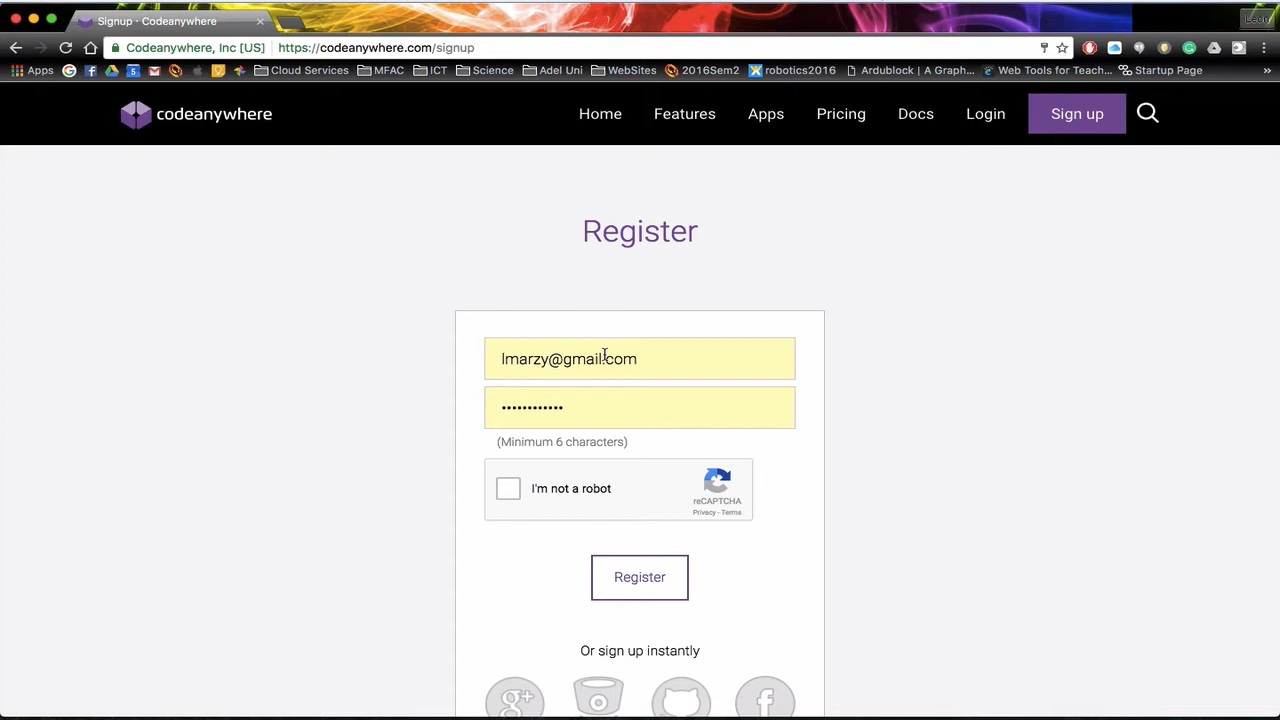 Signup · Codeanywhere
Leon
Codeanywhere, Inc [US] https://codeanywhere.com/signup
Apps Cloud Services MFAC ICT Science Adel Uni WebSites 2016Sem2 robotics2016 Ardublock | A Graph... Web Tools for Teach... Startup Page »
codeanywhere Home Features Apps Pricing Docs Login Sign up
Register
lmarzy@gmail.com
••••••••••••
(Minimum 6 characters)
I'm not a robot
reCAPTCHA
Privacy - Terms
Register
Or sign up instantly
g+ f